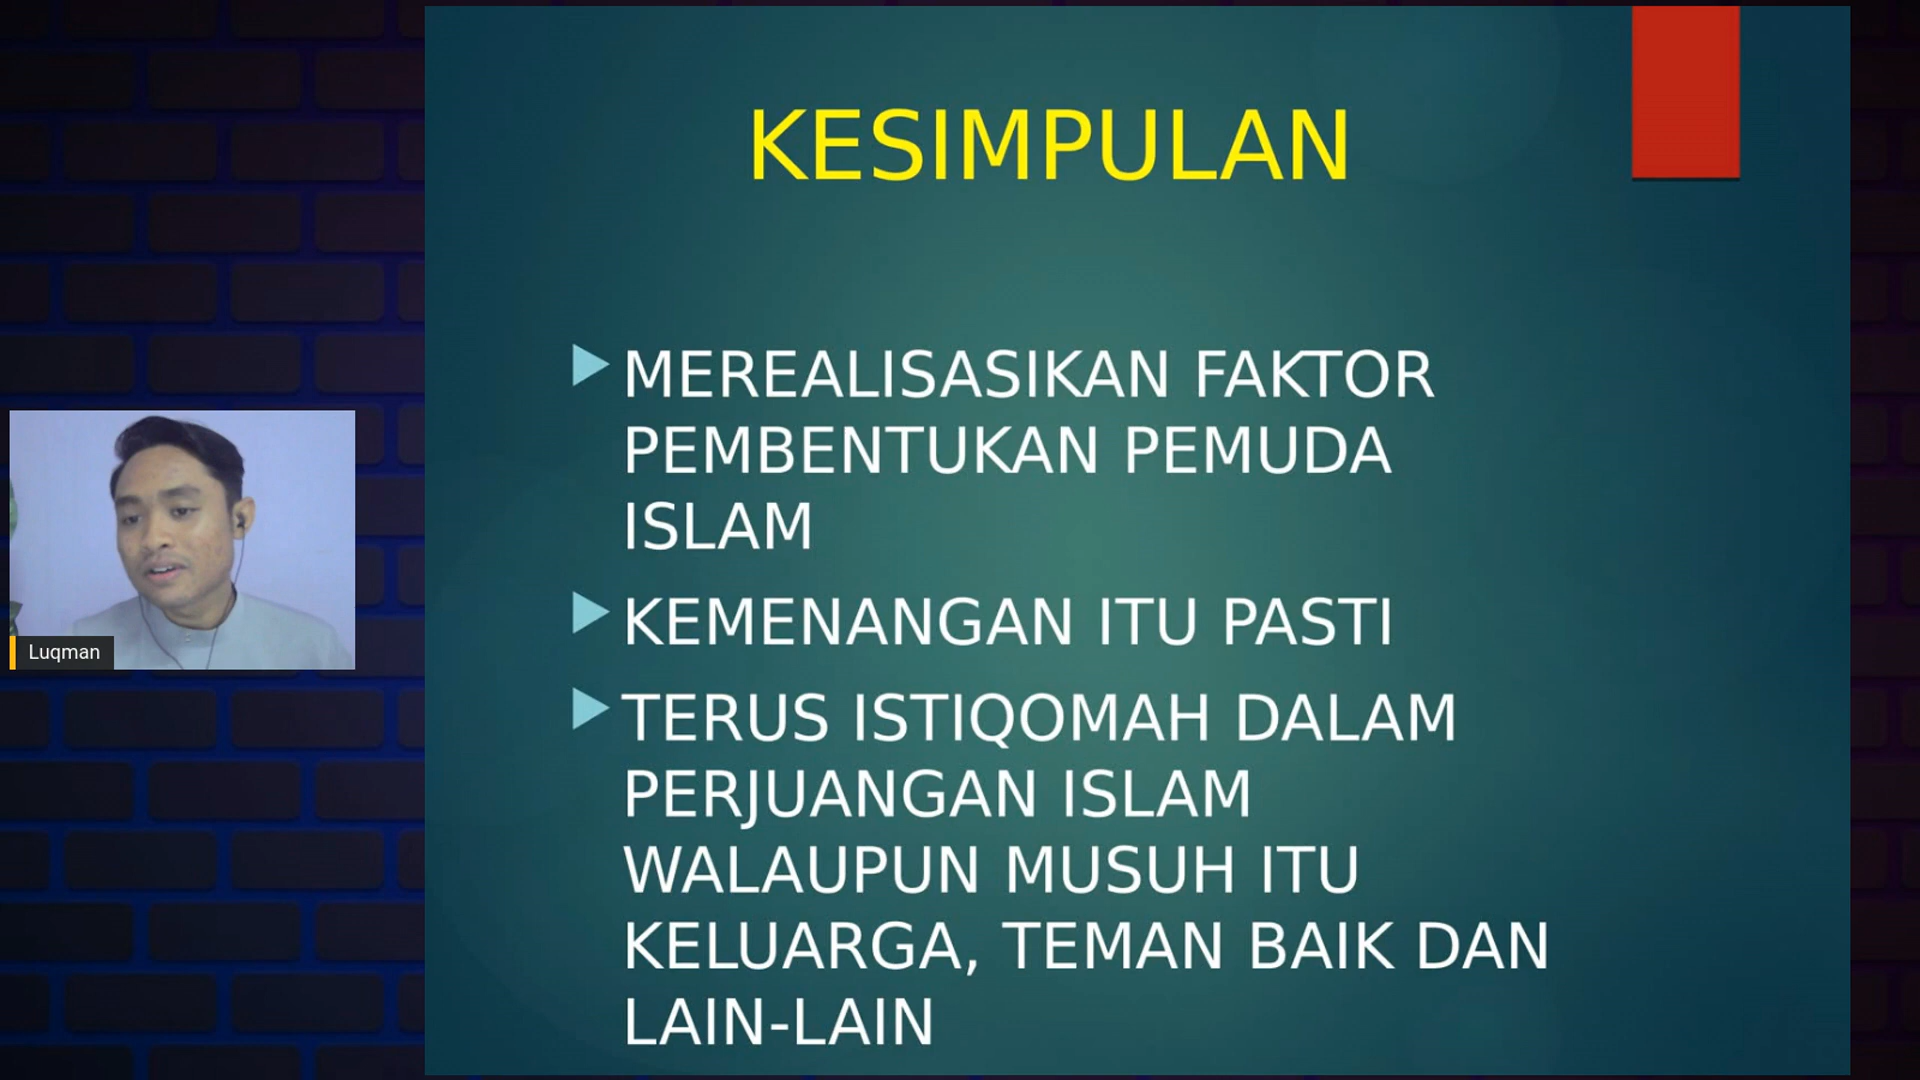 KESIMPULAN
MEREALISASIKAN FAKTOR
PEMBENTUKAN PEMUDA
ISLAM
KEMENANGAN ITU PASTI
TERUS ISTIQOMAH DALAM
PERJUANGAN ISLAM
WALAUPUN MUSUH ITU
KELUARGA, TEMAN BAIK DAN
LAIN-LAIN
Luqman